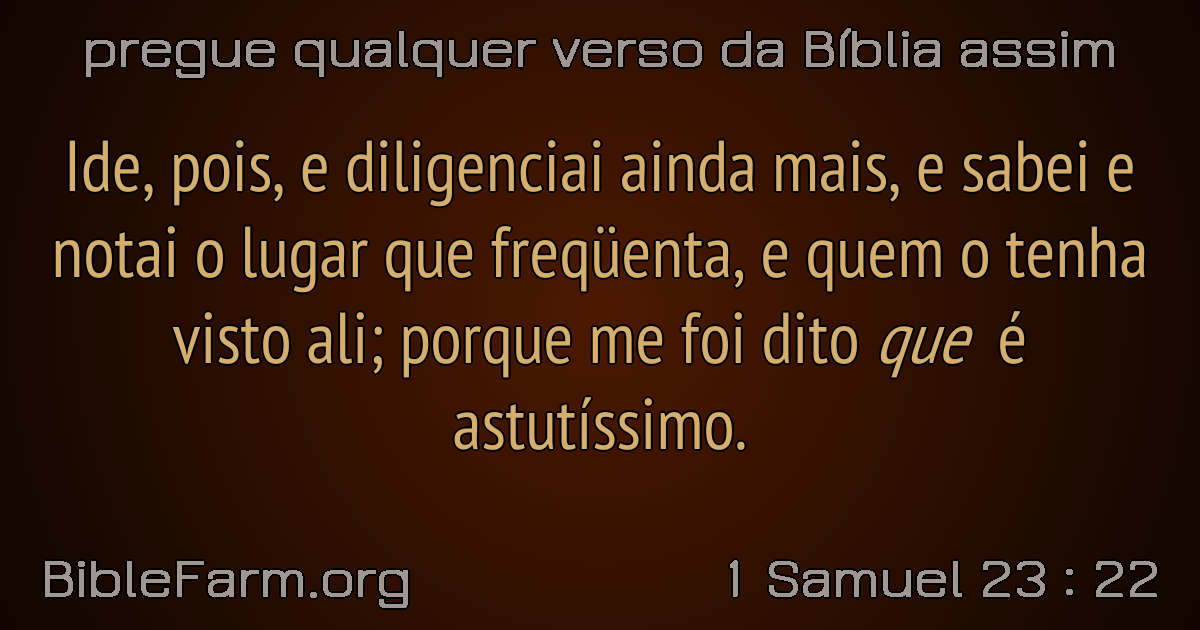 pregue qualquer verso da Bíblia assim
Ide, pois, e diligenciai ainda mais, e sabei e
notai o lugar que freqüenta, e quem o tenha
visto ali; porque me foi dito que é
astutíssimo.
BibleFarm.org
1 Samuel 23 : 22